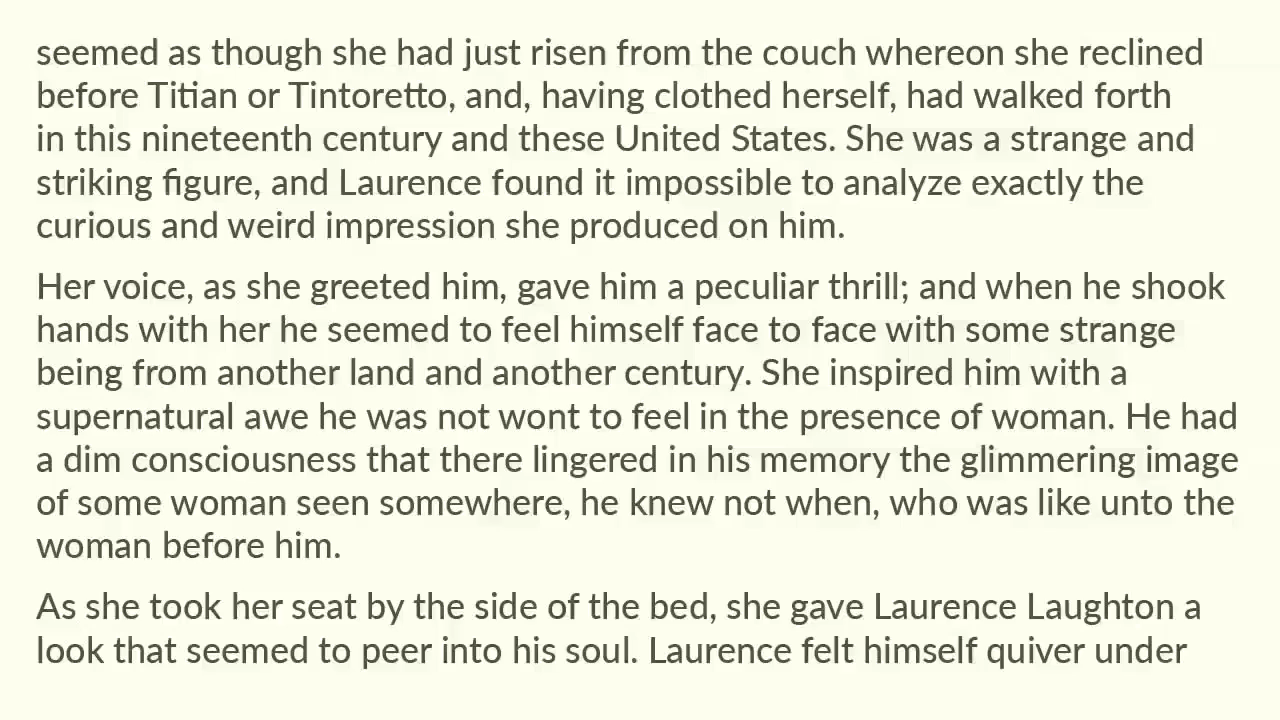 seemed as though she had just risen from the couch whereon she reclined
before Titian or Tintoretto, and, having clothed herself, had walked forth
in this nineteenth century and these United States. She was a strange and
striking figure, and Laurence found it impossible to analyze exactly the
curious and weird impression she produced on him.
Her voice, as she greeted him, gave him a peculiar thrill; and when he shook
hands with her he seemed to feel himself face to face with some strange
being from another land and another century. She inspired him with a
supernatural awe he was not wont to feel in the presence of woman. He had
a dim consciousness that there lingered in his memory the glimmering image
of some woman seen somewhere, he knew not when, who was like unto the
woman before him.
As she took her seat by the side of the bed, she gave Laurence Laughton a
look that seemed to peer into his soul. Laurence felt himself quiver under